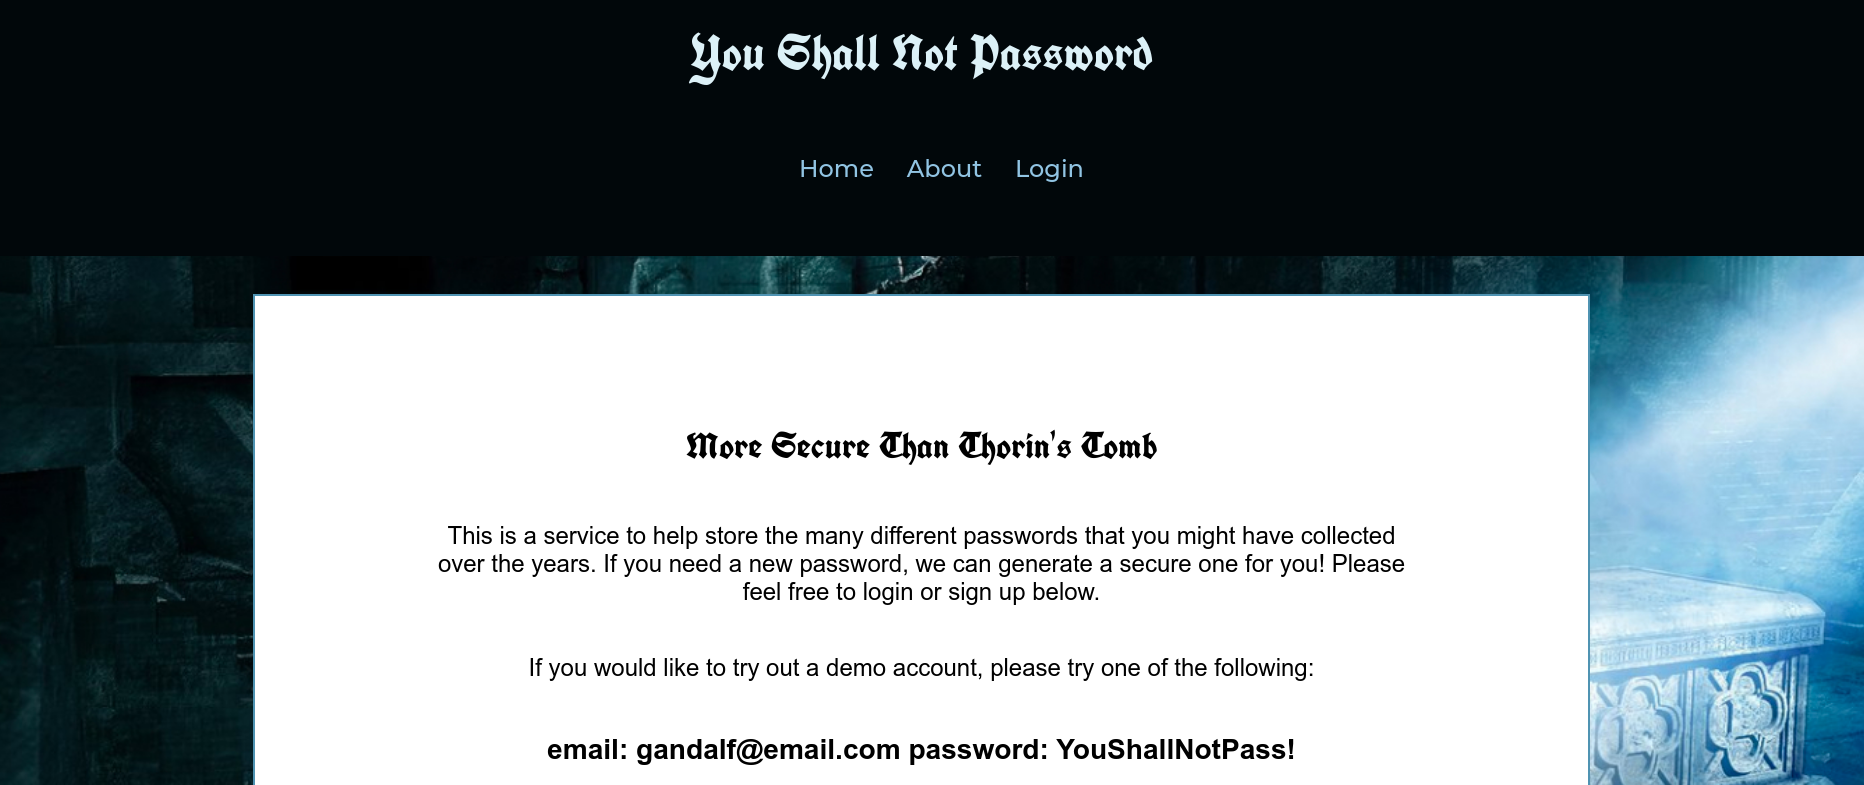 You Shall Not Password
Home About Login
More Secure Than Thorin's Tomb
This is a service to help store the many different passwords that you might have collected
over the years. If you need a new password, we can generate a secure one for you! Please
feel free to login or sign up below.
If you would like to try out a demo account, please try one of the following:
email: gandalf@email.com password: YouShallNotPass!